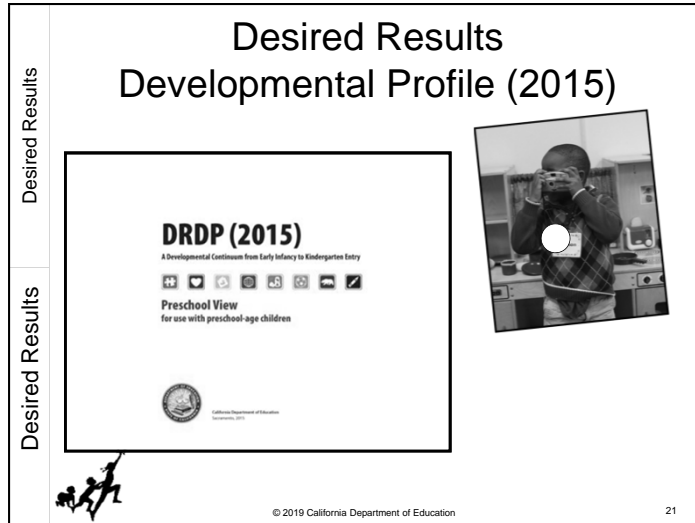 Desired Results
Developmental Profile (2015)
Desired Results
Desired Results
DRDP (2015)
A Developmental Continuum from Early Infancy to Kindergarten Entry
Preschool View
for use with preschool-age children
California Department of Education
Sacramento, 2015
© 2019 California Department of Education
21